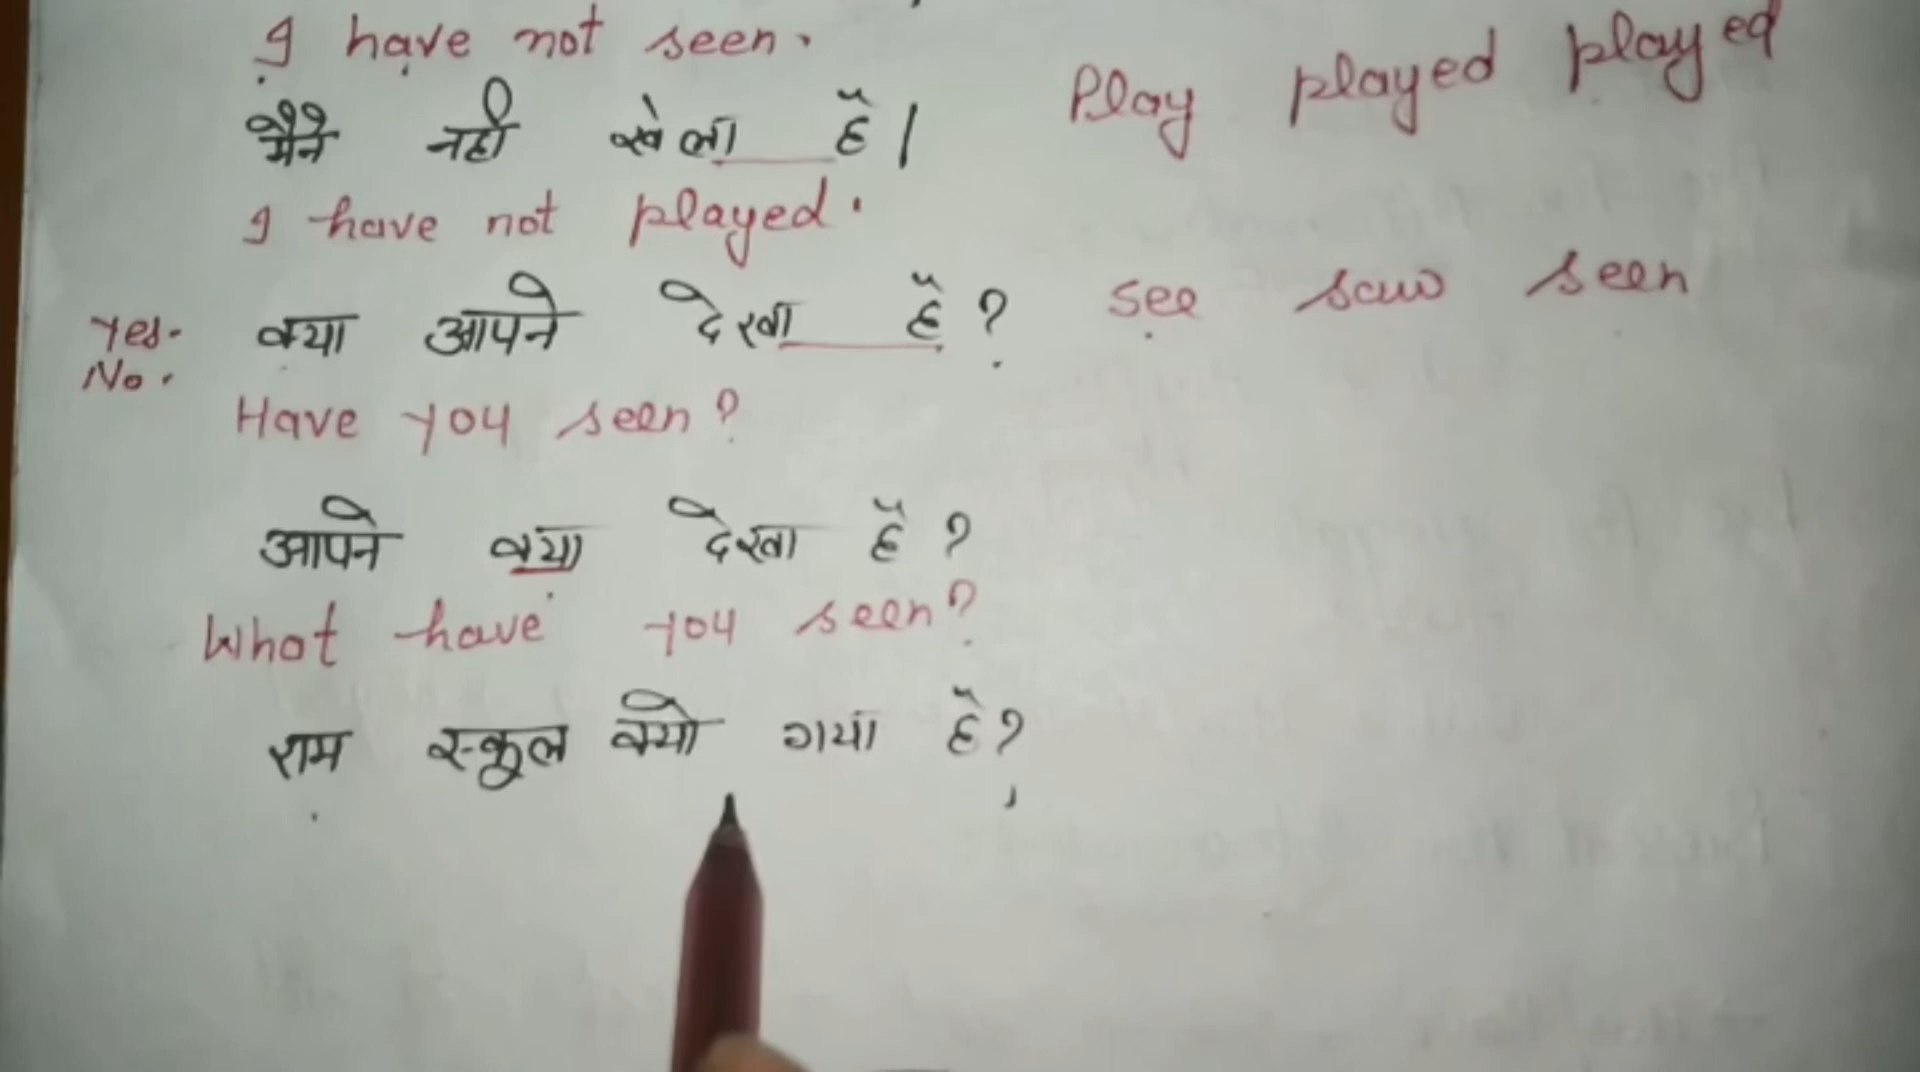 I have not seen.
मैने नही खेला है। Play played played
I have not played.
Yes- क्या आपने देखा है? see saw seen
No.
Have you seen?
आपने क्या देखा है?
What have you seen?
राम स्कूल क्यो गया है?